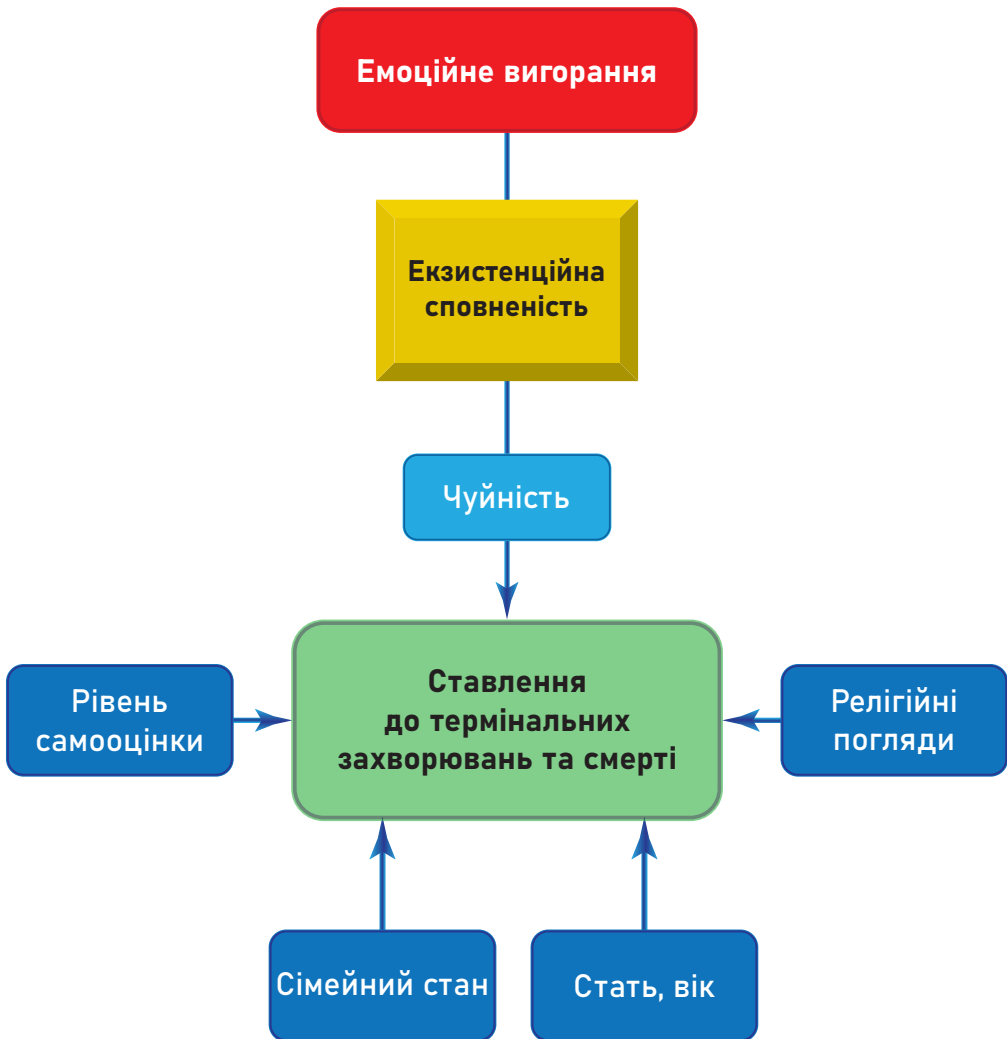 Емоційне вигорання
Екзистенційна
сповненість
Чуйність
Ставлення
до термінальних
захворювань та смерті
Рівень
самооцінки
Релігійні
погляди
Сімейний стан
Стать, вік